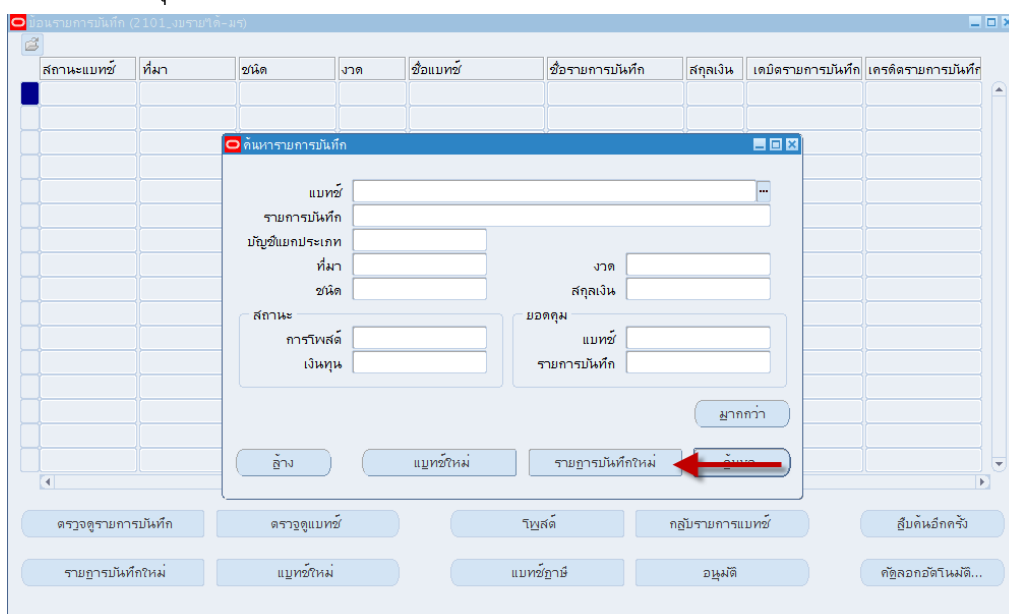 ป้อนรายการบันทึก (2101_งบรายได้-มร)
สถานะแบทช์ ที่มา ชนิด งวด ชื่อแบทช์ ชื่อรายการบันทึก สกุลเงิน เดบิตรายการบันทึก เครดิตรายการบันทึก
ค้นหารายการบันทึก
แบทช์
รายการบันทึก
บัญชีแยกประเภท
ที่มา งวด
ชนิด สกุลเงิน
สถานะ ยอดคุม
การโพสต์ แบทช์
เงินทุน รายการบันทึก
มากกว่า
ล้าง แบทช์ใหม่ รายการบันทึกใหม่
ตรวจดูรายการบันทึก ตรวจดูแบทช์ โพสต์ กลับรายการแบทช์ สืบค้นอีกครั้ง
รายการบันทึกใหม่ แบทช์ใหม่ แบทช์ภาษี อนุมัติ คัดลอกอัตโนมัติ...